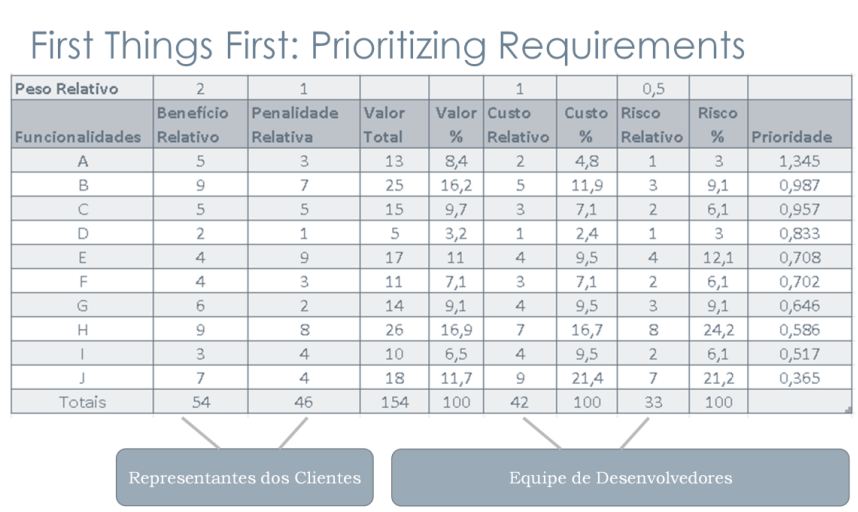 First Things First: Prioritizing Requirements
Peso Relativo 2 1 1 0,5
Funcionalidades Benefício Relativo Penalidade Relativa Valor Total Valor % Custo Relativo Custo % Risco Relativo Risco % Prioridade
A 5 3 13 8,4 2 4,8 1 3 1,345
B 9 7 25 16,2 5 11,9 3 9,1 0,987
C 5 5 15 9,7 3 7,1 2 6,1 0,957
D 2 1 5 3,2 1 2,4 1 3 0,833
E 4 9 17 11 4 9,5 4 12,1 0,708
F 4 3 11 7,1 3 7,1 2 6,1 0,702
G 6 2 14 9,1 4 9,5 3 9,1 0,646
H 9 8 26 16,9 7 16,7 8 24,2 0,586
I 3 4 10 6,5 4 9,5 2 6,1 0,517
J 7 4 18 11,7 9 21,4 7 21,2 0,365
Totais 54 46 154 100 42 100 33 100
Representantes dos Clientes
Equipe de Desenvolvedores